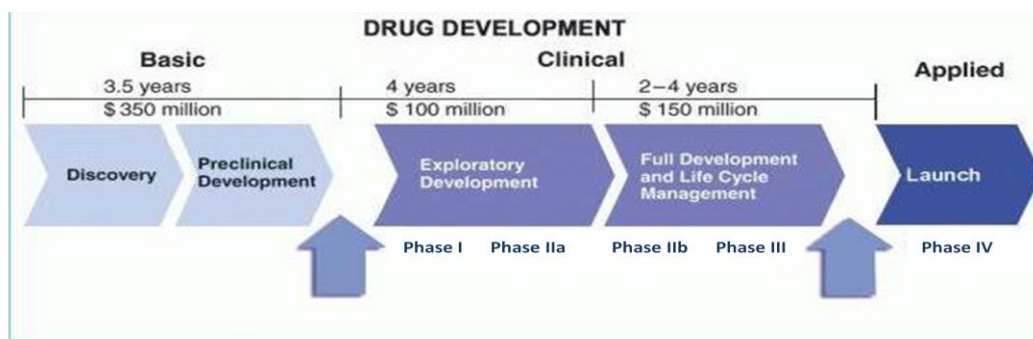 DRUG DEVELOPMENT
Basic
Clinical
Applied
3.5 years
$ 350 million
4 years
$ 100 million
2–4 years
$ 150 million
Discovery
Preclinical
Development
Exploratory
Development
Full Development
and Life Cycle
Management
Launch
Phase I
Phase IIa
Phase IIb
Phase III
Phase IV